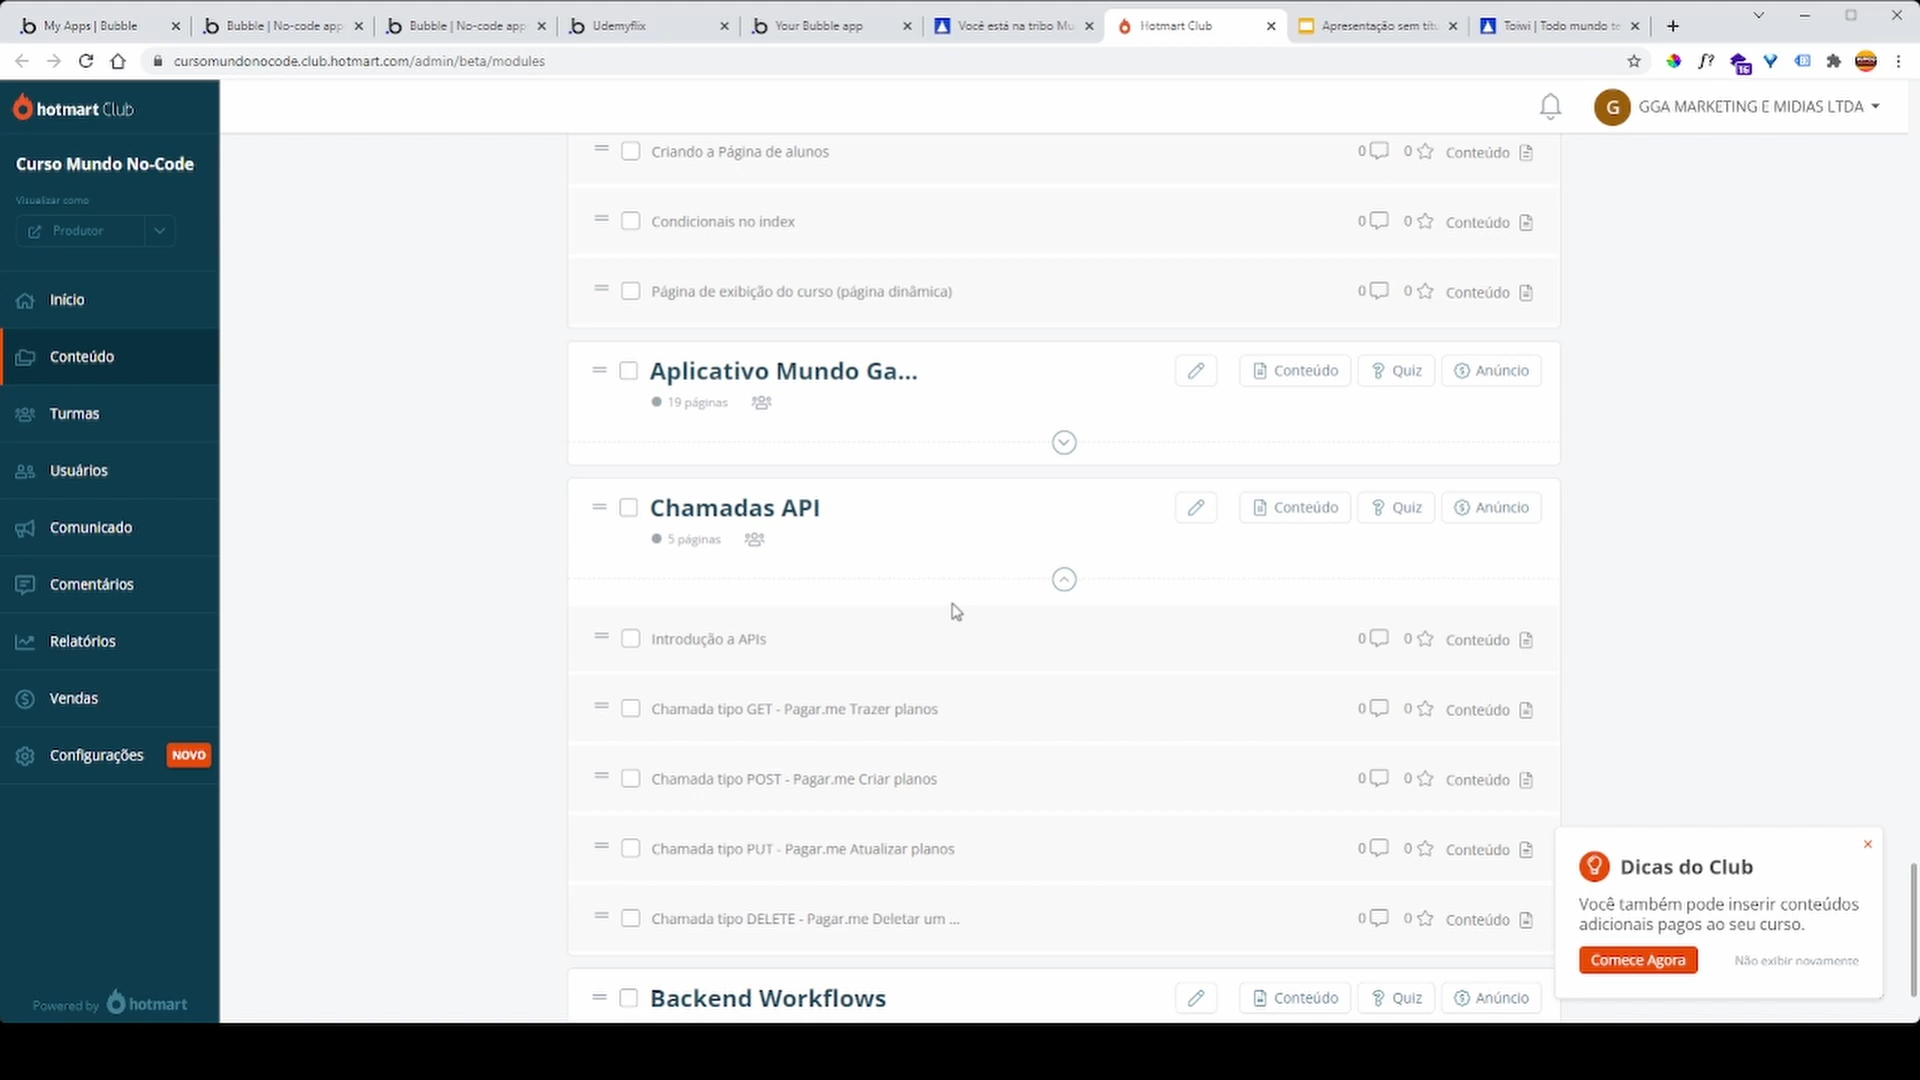 My Apps | Bubble
Bubble | No-code app
Bubble | No-code app
Udemyflix
Your Bubble app
Você está na tribo Mu
Hotmart Club
Apresentação sem títu
Toiwi | Todo mundo te
cursomundonocode.club.hotmart.com/admin/beta/modules
f?
16
hotmart Club
G GGA MARKETING E MIDIAS LTDA
Curso Mundo No-Code
Visualizar como
Produtor
Início
Conteúdo
Turmas
Usuários
Comunicado
Comentários
Relatórios
Vendas
Configurações NOVO
Powered by hotmart
Criando a Página de alunos 0 0 Conteúdo
Condicionais no index 0 0 Conteúdo
Página de exibição do curso (página dinâmica) 0 0 Conteúdo
Aplicativo Mundo Ga... Conteúdo Quiz Anúncio
19 páginas
Chamadas API Conteúdo Quiz Anúncio
5 páginas
Introdução a APIs 0 0 Conteúdo
Chamada tipo GET - Pagar.me Trazer planos 0 0 Conteúdo
Chamada tipo POST - Pagar.me Criar planos 0 0 Conteúdo
Chamada tipo PUT - Pagar.me Atualizar planos 0 0 Conteúdo
Chamada tipo DELETE - Pagar.me Deletar um ... 0 0 Conteúdo
Backend Workflows Conteúdo Quiz Anúncio
Dicas do Club
Você também pode inserir conteúdos
adicionais pagos ao seu curso.
Comece Agora Não exibir novamente